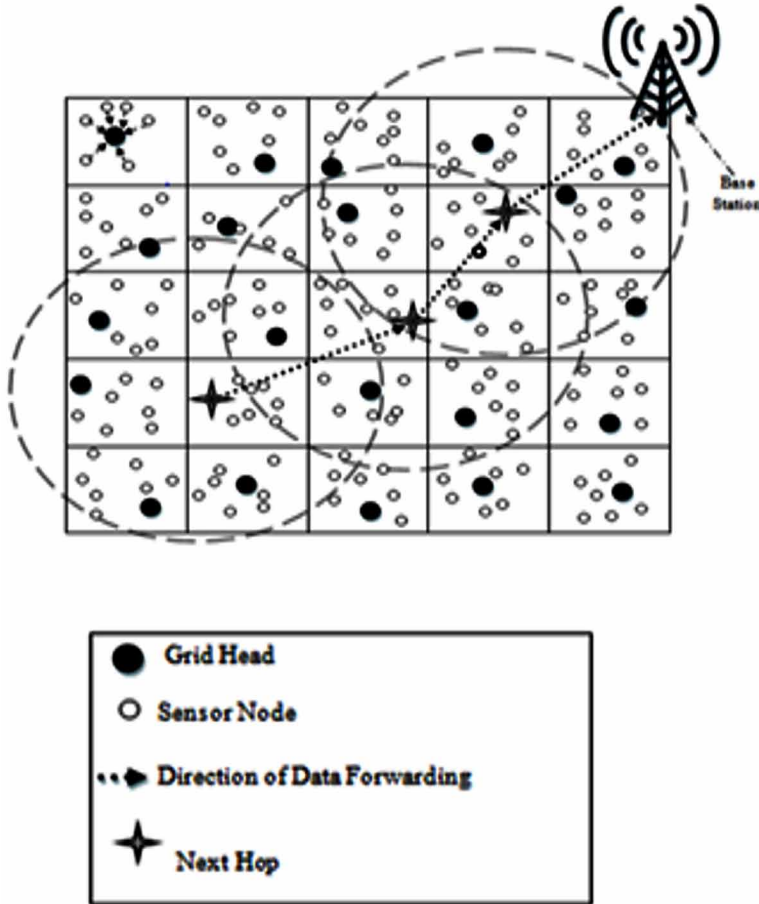 Base
Station
Grid Head
Sensor Node
Direction of Data Forwarding
Next Hop